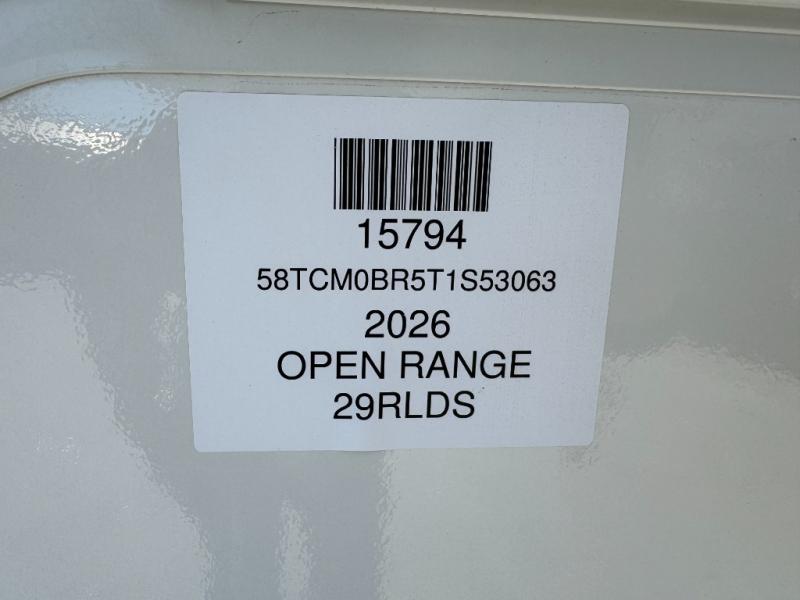 15794
58TCM0BR5T1S53063
2026
OPEN RANGE
29RLDS